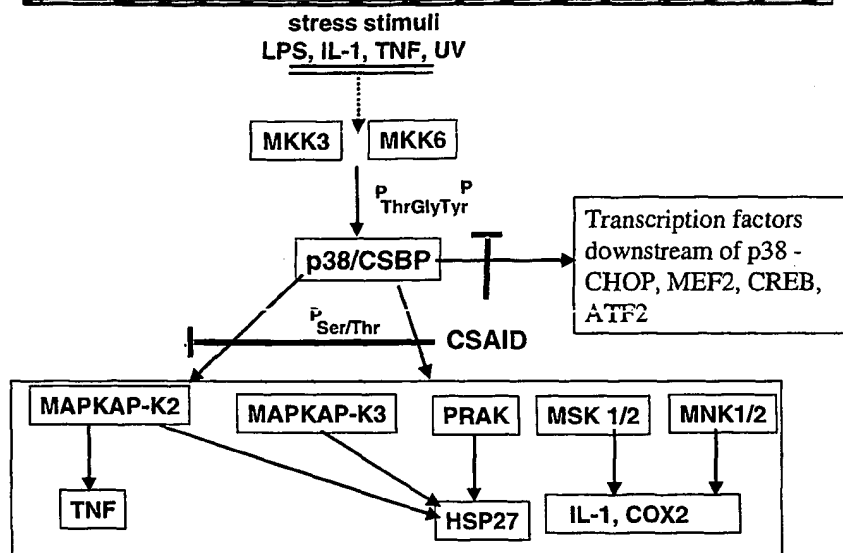 stress stimuli
LPS, IL-1, TNF, UV
MKK3
MKK6
P
P
ThrGlyTyr
p38/CSBP
Transcription factors
downstream of p38 -
CHOP, MEF2, CREB,
ATF2
P
Ser/Thr
CSAID
MAPKAP-K2
MAPKAP-K3
PRAK
MSK 1/2
MNK1/2
TNF
HSP27
IL-1, COX2